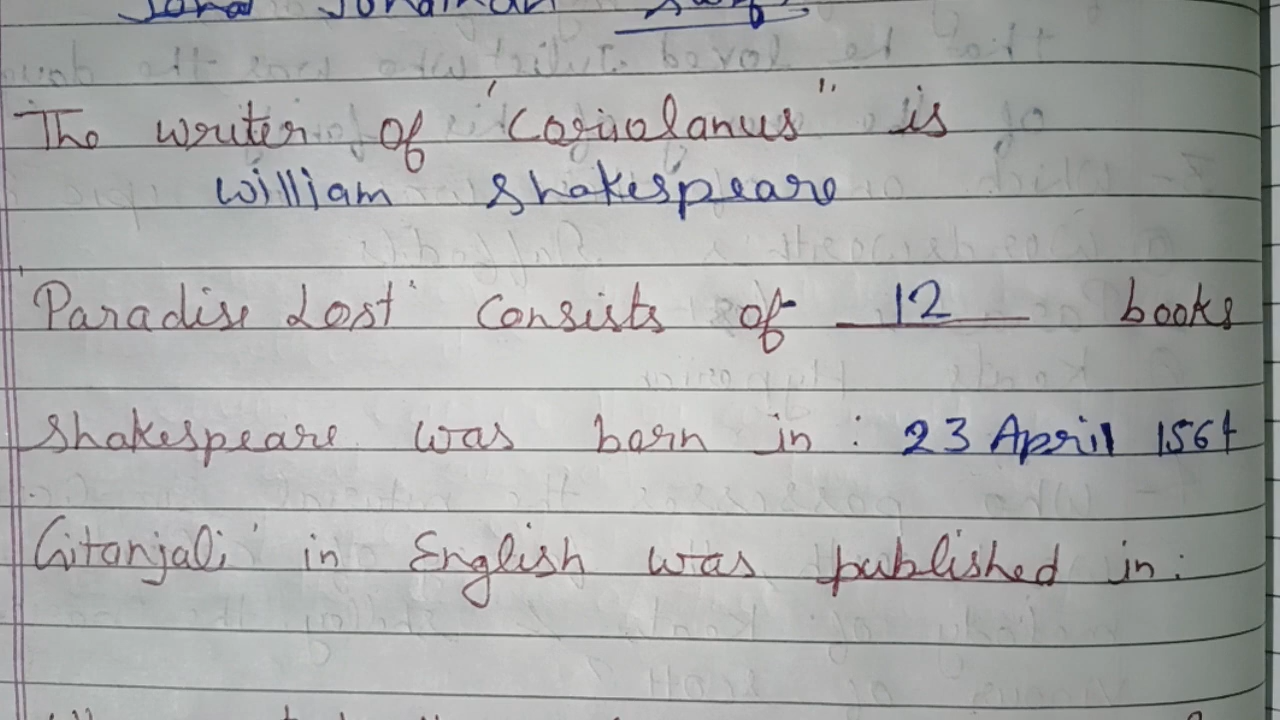 The writer of 'Coriolanus" is
William Shakespeare
'Paradise Lost' consists of 12 books
Shakespeare was born in : 23 April 1564
Gitanjali' in English was published in :